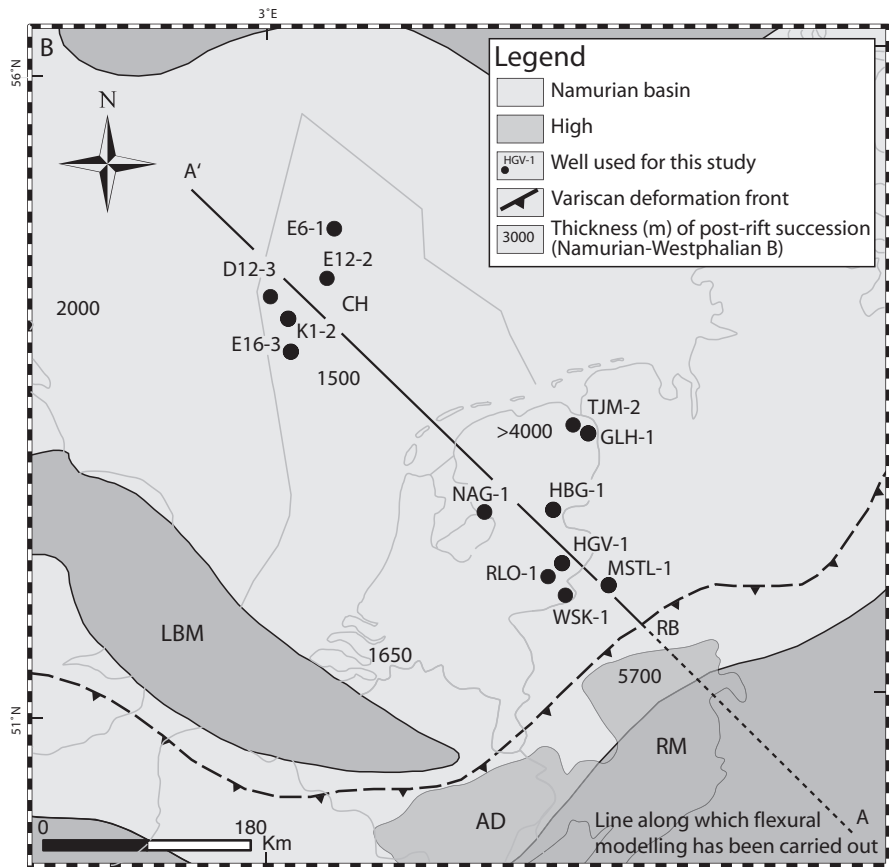 B
3˚E
56˚N
51˚N
N
Legend
Namurian basin
High
HGV-1
Well used for this study
Variscan deformation front
3000
Thickness (m) of post-rift succession
(Namurian-Westphalian B)
A'
E6-1
E12-2
D12-3
CH
2000
K1-2
E16-3
1500
TJM-2
>4000
GLH-1
NAG-1
HBG-1
HGV-1
RLO-1
MSTL-1
WSK-1
RB
LBM
1650
5700
RM
AD
A
Line along which flexural
modelling has been carried out
0
180
Km